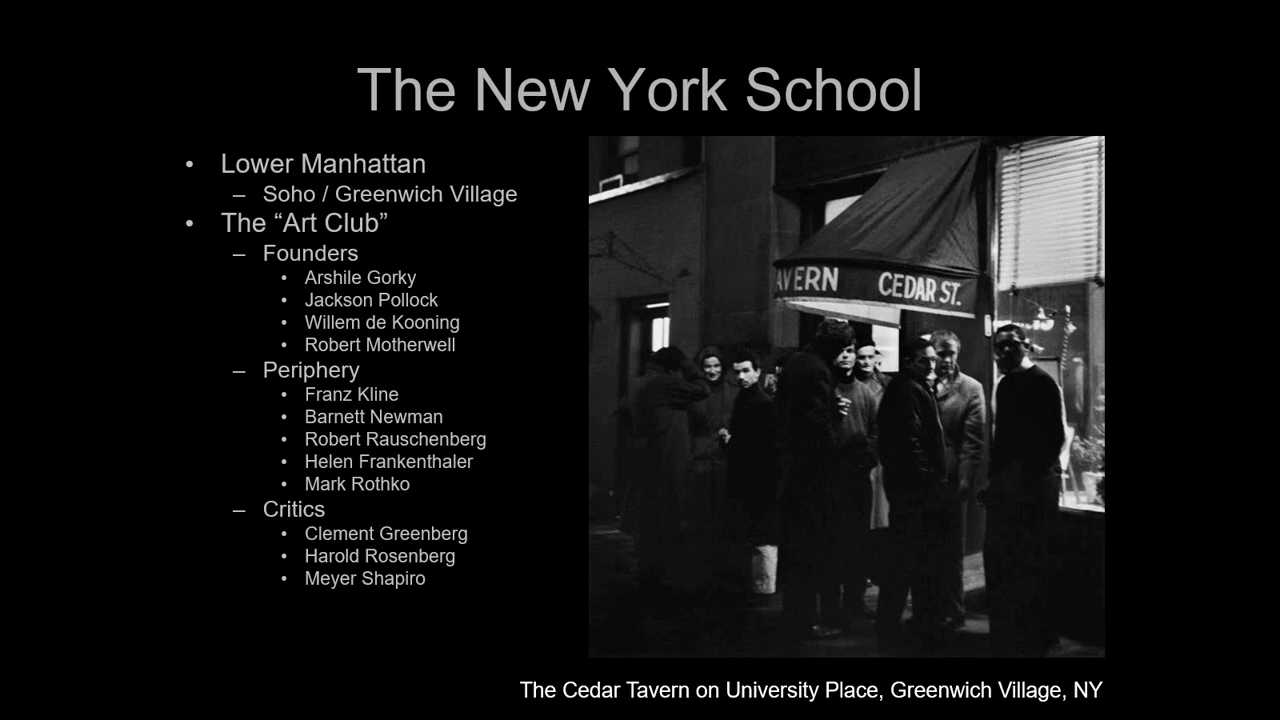 The New York School
• Lower Manhattan
– Soho / Greenwich Village
• The “Art Club”
– Founders
• Arshile Gorky
• Jackson Pollock
• Willem de Kooning
• Robert Motherwell
– Periphery
• Franz Kline
• Barnett Newman
• Robert Rauschenberg
• Helen Frankenthaler
• Mark Rothko
– Critics
• Clement Greenberg
• Harold Rosenberg
• Meyer Shapiro
AVERN CEDAR ST.
The Cedar Tavern on University Place, Greenwich Village, NY